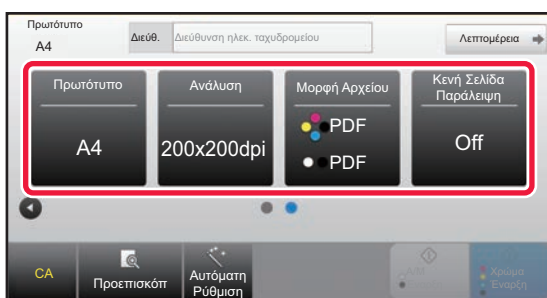 Πρωτότυπο
A4
Διεύθ.
Διεύθυνση ηλεκ. ταχυδρομείου
Λεπτομέρεια
Πρωτότυπο
A4
Ανάλυση
200x200dpi
Μορφή Αρχείου
PDF
PDF
Κενή Σελίδα
Παράλειψη
Off
CA
Προεπισκόπ
Αυτόματη
Ρύθμιση
Χρώμα
Έναρξη